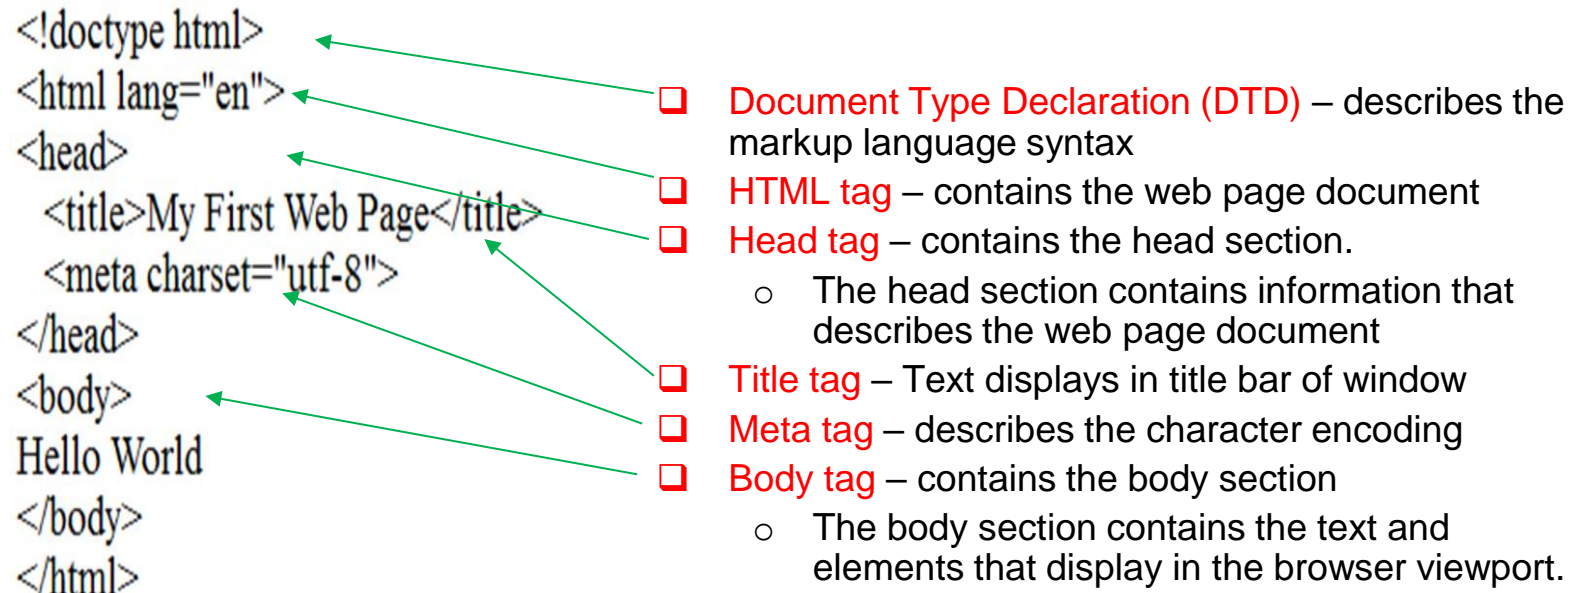 <!doctype html>
<html lang="en">
<head>
<title>My First Web Page</title>
<meta charset="utf-8">
</head>
<body>
Hello World
</body>
</html>
❑ Document Type Declaration (DTD) – describes the
markup language syntax
❑ HTML tag – contains the web page document
❑ Head tag – contains the head section.
o The head section contains information that
describes the web page document
❑ Title tag – Text displays in title bar of window
❑ Meta tag – describes the character encoding
❑ Body tag – contains the body section
o The body section contains the text and
elements that display in the browser viewport.